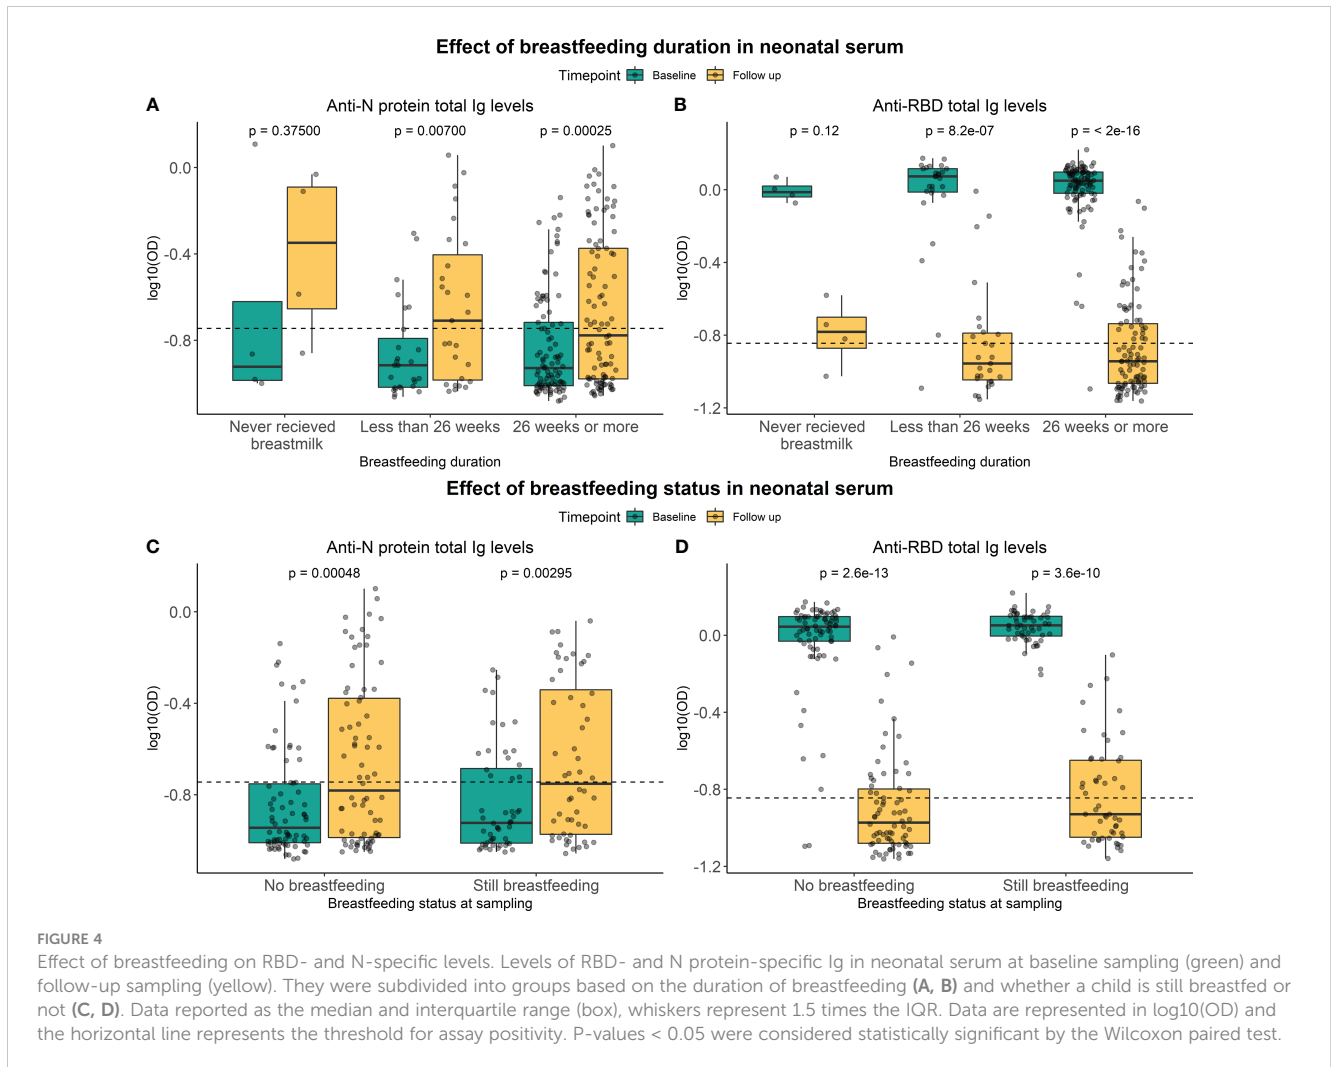 Effect of breastfeeding duration in neonatal serum
Timepoint Baseline Follow up
A
Anti-N protein total Ig levels
p = 0.37500 p = 0.00700 p = 0.00025
0.0
-0.4
-0.8
log10(OD)
Never recieved breastmilk
Less than 26 weeks
26 weeks or more
Breastfeeding duration
B
Anti-RBD total Ig levels
p = 0.12 p = 8.2e-07 p = < 2e-16
0.0
-0.4
-0.8
-1.2
log10(OD)
Never recieved breastmilk
Less than 26 weeks
26 weeks or more
Breastfeeding duration
Effect of breastfeeding status in neonatal serum
Timepoint Baseline Follow up
C
Anti-N protein total Ig levels
p = 0.00048 p = 0.00295
0.0
-0.4
-0.8
log10(OD)
No breastfeeding Still breastfeeding
Breastfeeding status at sampling
D
Anti-RBD total Ig levels
p = 2.6e-13 p = 3.6e-10
0.0
-0.4
-0.8
-1.2
log10(OD)
No breastfeeding Still breastfeeding
Breastfeeding status at sampling
FIGURE 4
Effect of breastfeeding on RBD- and N-specific levels. Levels of RBD- and N protein-specific Ig in neonatal serum at baseline sampling (green) and
follow-up sampling (yellow). They were subdivided into groups based on the duration of breastfeeding (A, B) and whether a child is still breastfed or
not (C, D). Data reported as the median and interquartile range (box), whiskers represent 1.5 times the IQR. Data are represented in log10(OD) and
the horizontal line represents the threshold for assay positivity. P-values < 0.05 were considered statistically significant by the Wilcoxon paired test.